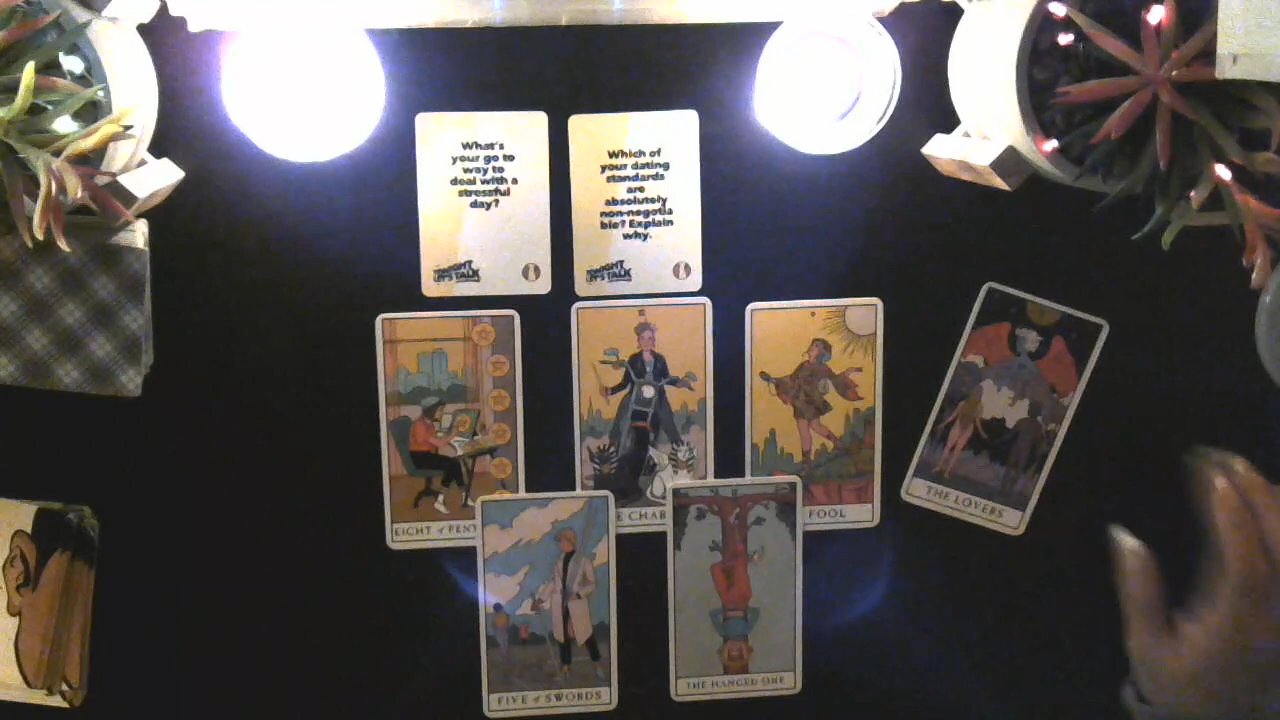 What's
your go to
way to
deal with a
stressful
day?
Which of
your dating
standards
are
absolutely
non-negotia
ble? Explain
why.
EIGHT of PENT
E CHAR
FOOL
THE LOVERS
FIVE of SWORDS
THE HANGED ONE